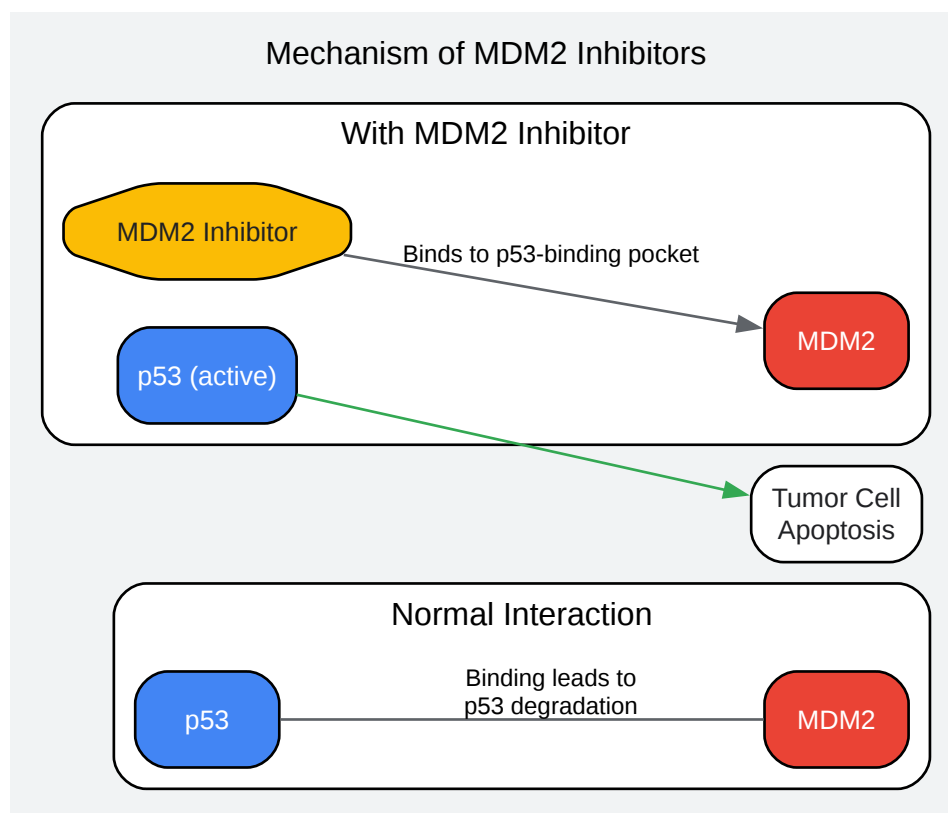 Mechanism of MDM2 Inhibitors
With MDM2 Inhibitor
MDM2 Inhibitor
Binds to p53-binding pocket
MDM2
p53 (active)
Tumor Cell
Apoptosis
Normal Interaction
Binding leads to
p53 degradation
p53
MDM2